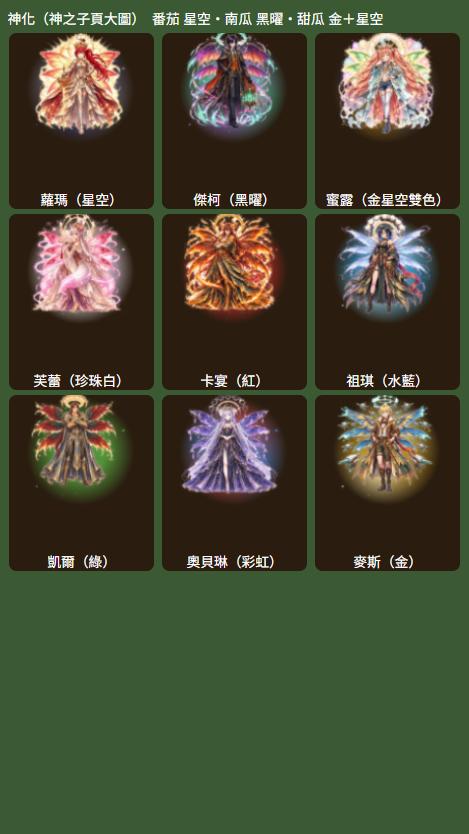 神化（神之子頁大圖） 番茄 星空・南瓜 黑曜・甜瓜 金＋星空
蘿瑪（星空）
傑柯（黑曜）
蜜露（金星空雙色）
芙蕾（珍珠白）
卡宴（紅）
祖琪（水藍）
凱爾（綠）
奧貝琳（彩虹）
麥斯（金）